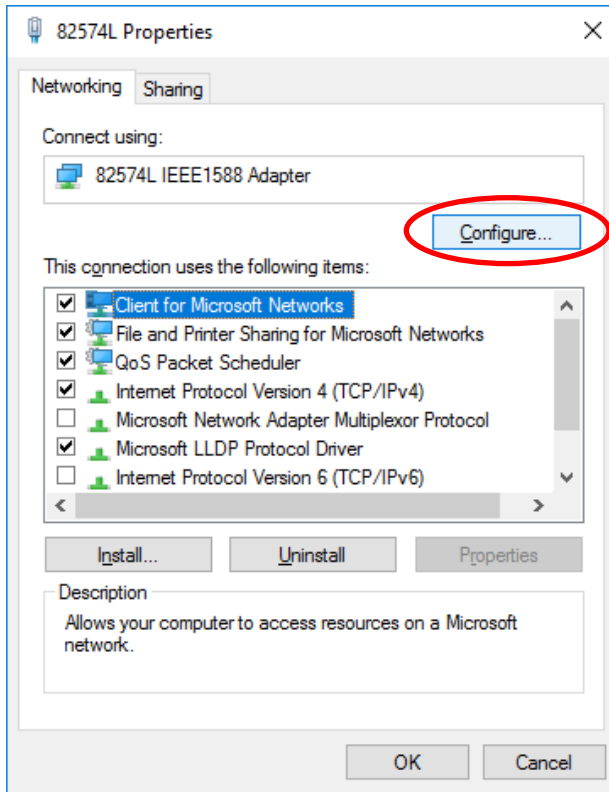 82574L Properties
Networking
Sharing
Connect using:
82574L IEEE1588 Adapter
Configure...
This connection uses the following items:
Client for Microsoft Networks
File and Printer Sharing for Microsoft Networks
QoS Packet Scheduler
Internet Protocol Version 4 (TCP/IPv4)
Microsoft Network Adapter Multiplexor Protocol
Microsoft LLDP Protocol Driver
Internet Protocol Version 6 (TCP/IPv6)
Install...
Uninstall
Properties
Description
Allows your computer to access resources on a Microsoft
network.
OK
Cancel